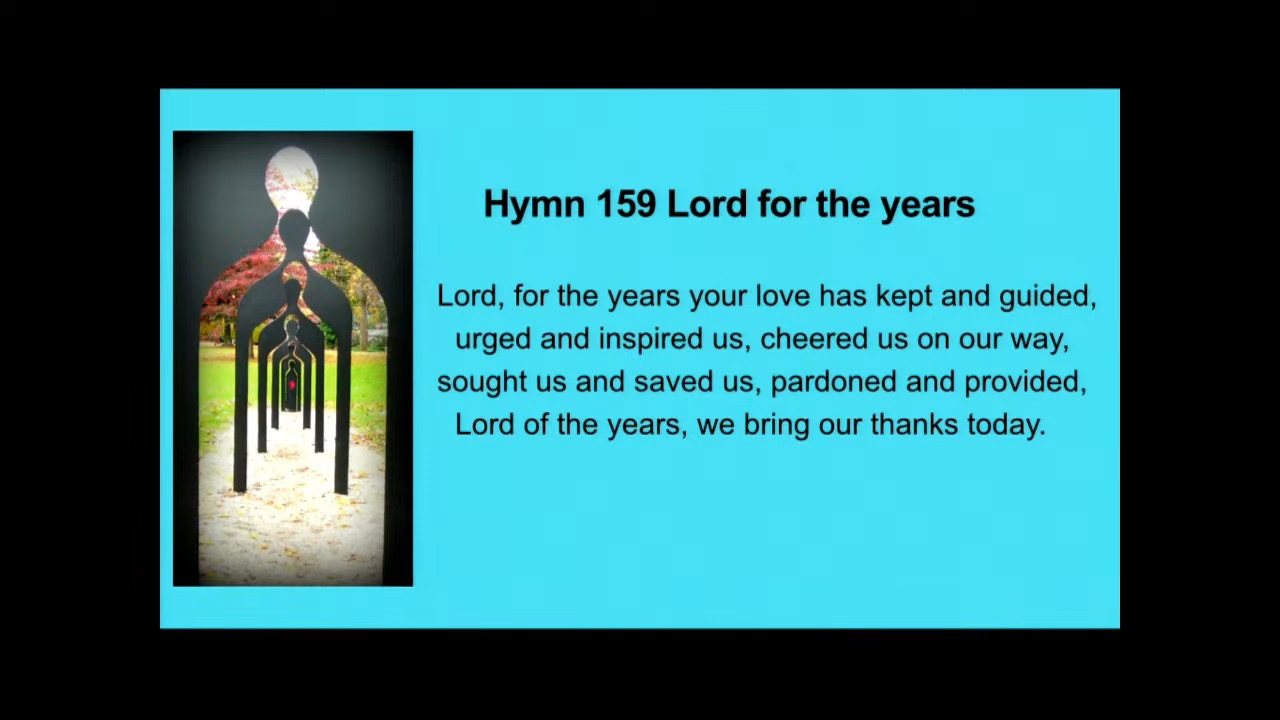 Hymn 159 Lord for the years
Lord, for the years your love has kept and guided,
urged and inspired us, cheered us on our way,
sought us and saved us, pardoned and provided,
Lord of the years, we bring our thanks today.